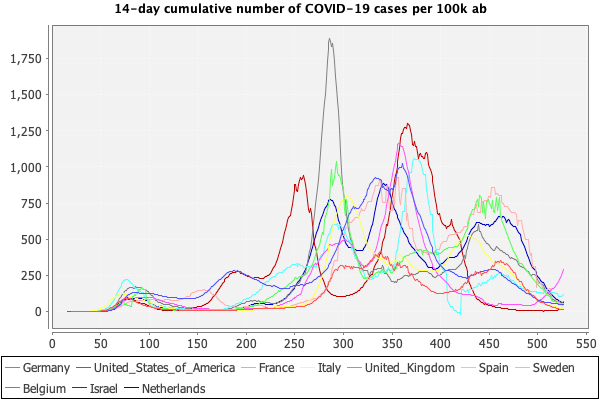 14-day cumulative number of COVID-19 cases per 100k ab
1,750
1,500
1,250
1,000
750
500
250
0
0 50 100 150 200 250 300 350 400 450 500 550
Germany United_States_of_America France Italy United_Kingdom Spain Sweden
Belgium Israel Netherlands